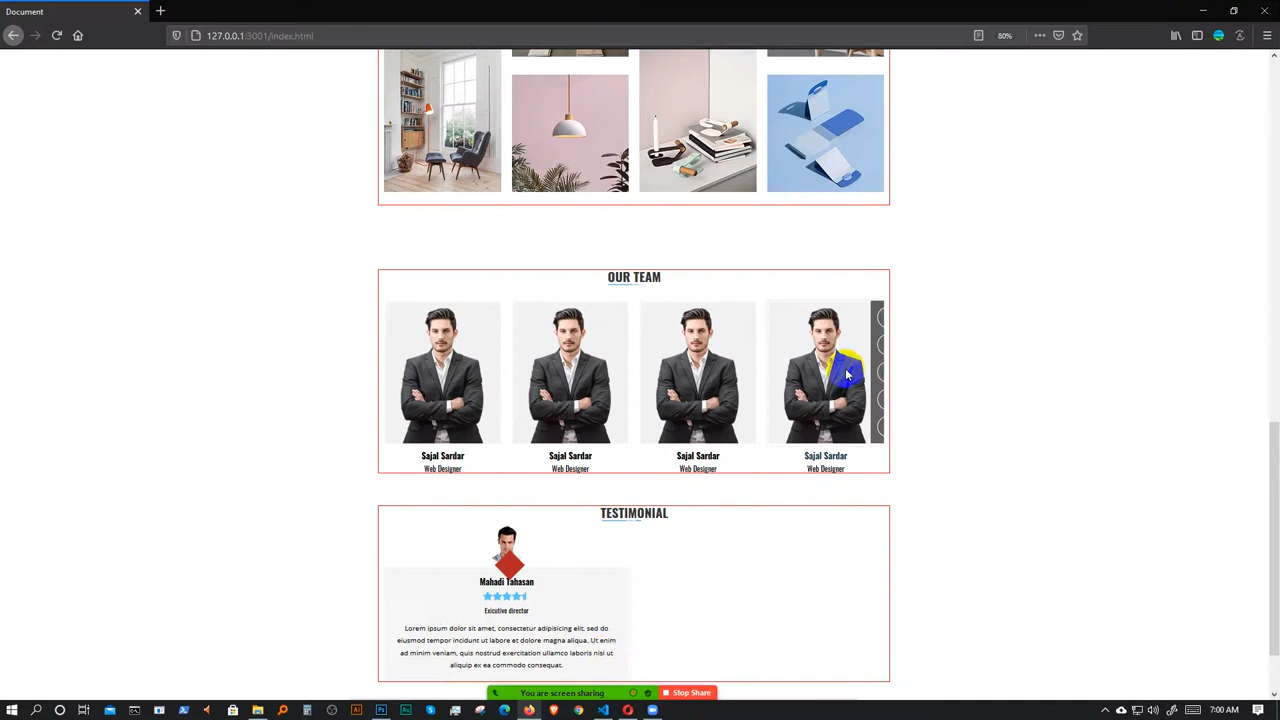 Document
127.0.0.1:3001/index.html
80%
OUR TEAM
Sajal Sardar
Web Designer
Sajal Sardar
Web Designer
Sajal Sardar
Web Designer
Sajal Sardar
Web Designer
TESTIMONIAL
Mahadi Tahasan
Exicutive director
Lorem ipsum dolor sit amet, consectetur adipisicing elit, sed do
eiusmod tempor incidunt ut labore et dolore magna aliqua. Ut enim
ad minim veniam, quis nostrud exercitation ullamco laboris nisi ut
aliquip ex ea commodo consequat.
You are screen sharing
Stop Share
7:00 AM